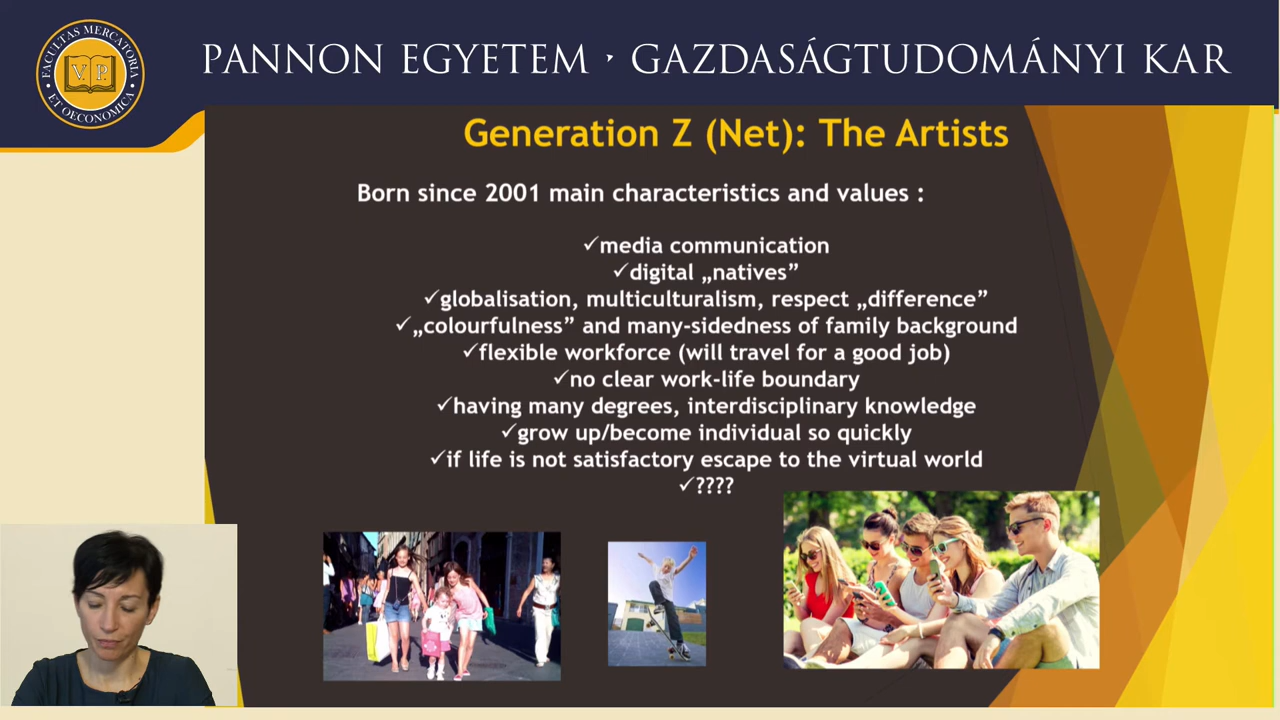 FACULTAS MERCATORIA
V.P.
ET OECONOMICA
PANNON EGYETEM · GAZDASÁGTUDOMÁNYI KAR
Generation Z (Net): The Artists
Born since 2001 main characteristics and values :
✓media communication
✓digital „natives”
✓globalisation, multiculturalism, respect „difference”
✓„colourfulness” and many-sidedness of family background
✓flexible workforce (will travel for a good job)
✓no clear work-life boundary
✓having many degrees, interdisciplinary knowledge
✓grow up/become individual so quickly
✓if life is not satisfactory escape to the virtual world
✓????